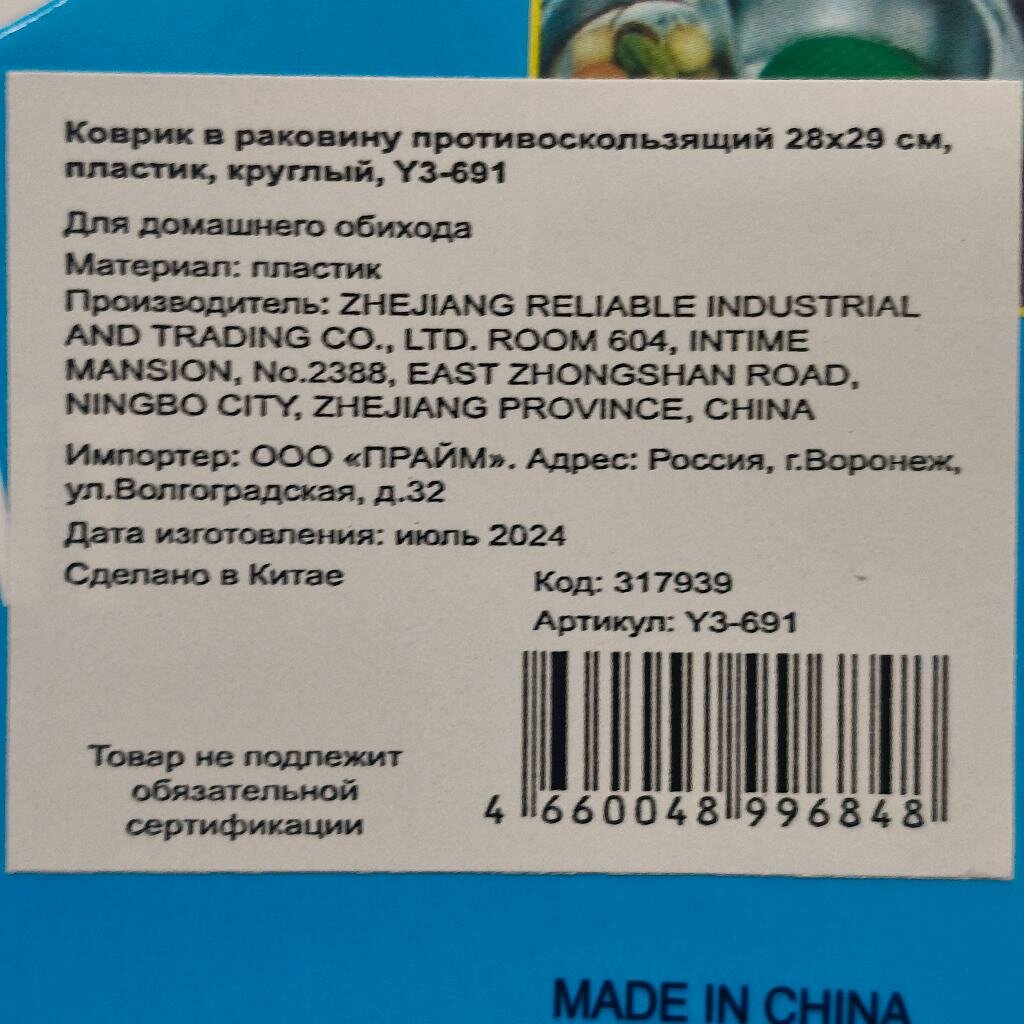 Коврик в раковину противоскользящий 28х29 см,
пластик, круглый, Y3-691
Для домашнего обихода
Материал: пластик
Производитель: ZHEJIANG RELIABLE INDUSTRIAL
AND TRADING CO., LTD. ROOM 604, INTIME
MANSION, No.2388, EAST ZHONGSHAN ROAD,
NINGBO CITY, ZHEJIANG PROVINCE, CHINA
Импортер: ООО «ПРАЙМ». Адрес: Россия, г.Воронеж,
ул.Волгоградская, д.32
Дата изготовления: июль 2024
Сделано в Китае
Код: 317939
Артикул: Y3-691
Товар не подлежит
обязательной
сертификации
4 660048 996848
MADE IN CHINA